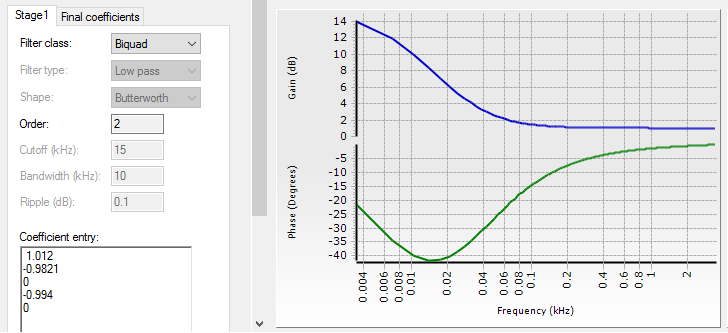 Stage1 Final coefficients
Filter class: Biquad
Filter type: Low pass
Shape: Butterworth
Order: 2
Cutoff (kHz): 15
Bandwidth (kHz): 10
Ripple (dB): 0.1
Coefficient entry:
1.012
-0.9821
0
-0.994
0
Gain (dB)
14
12
10
8
6
4
2
0
Phase (Degrees)
-5
-10
-15
-20
-25
-30
-35
-40
0.004 0.006 0.008 0.01 0.02 0.04 0.06 0.08 0.1 0.2 0.4 0.6 0.8 1 2
Frequency (kHz)